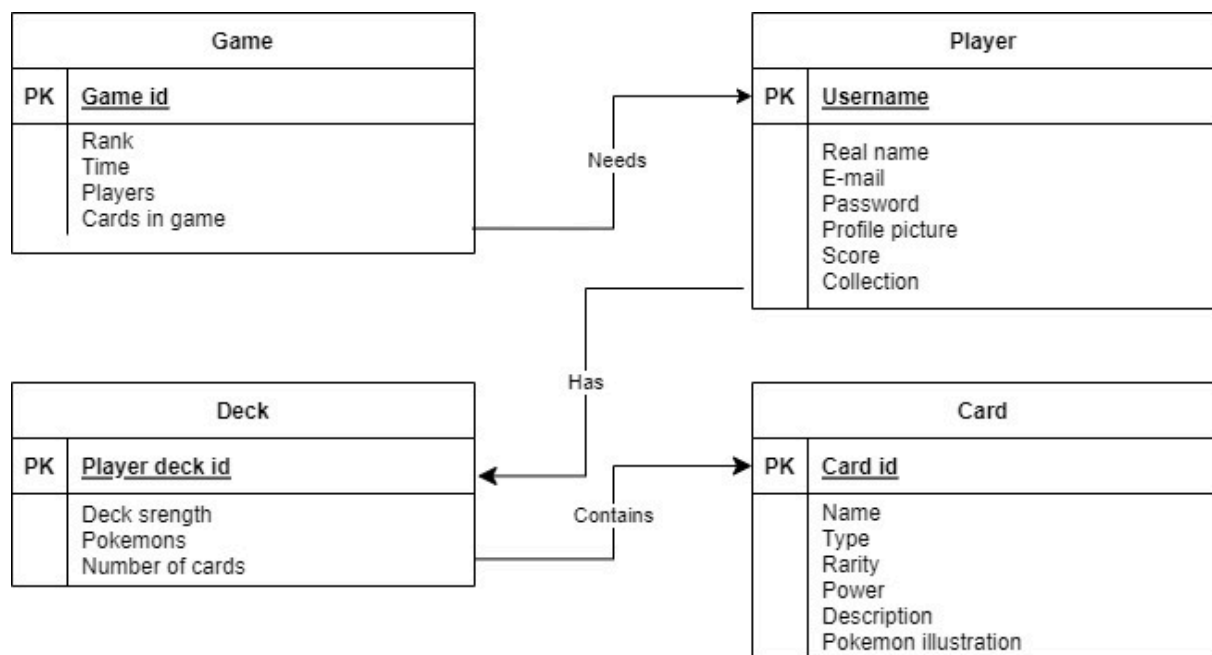 Game
PK Game id
Rank
Time
Players
Cards in game
Needs
Player
PK Username
Real name
E-mail
Password
Profile picture
Score
Collection
Has
Deck
PK Player deck id
Deck srength
Pokemons
Number of cards
Contains
Card
PK Card id
Name
Type
Rarity
Power
Description
Pokemon illustration